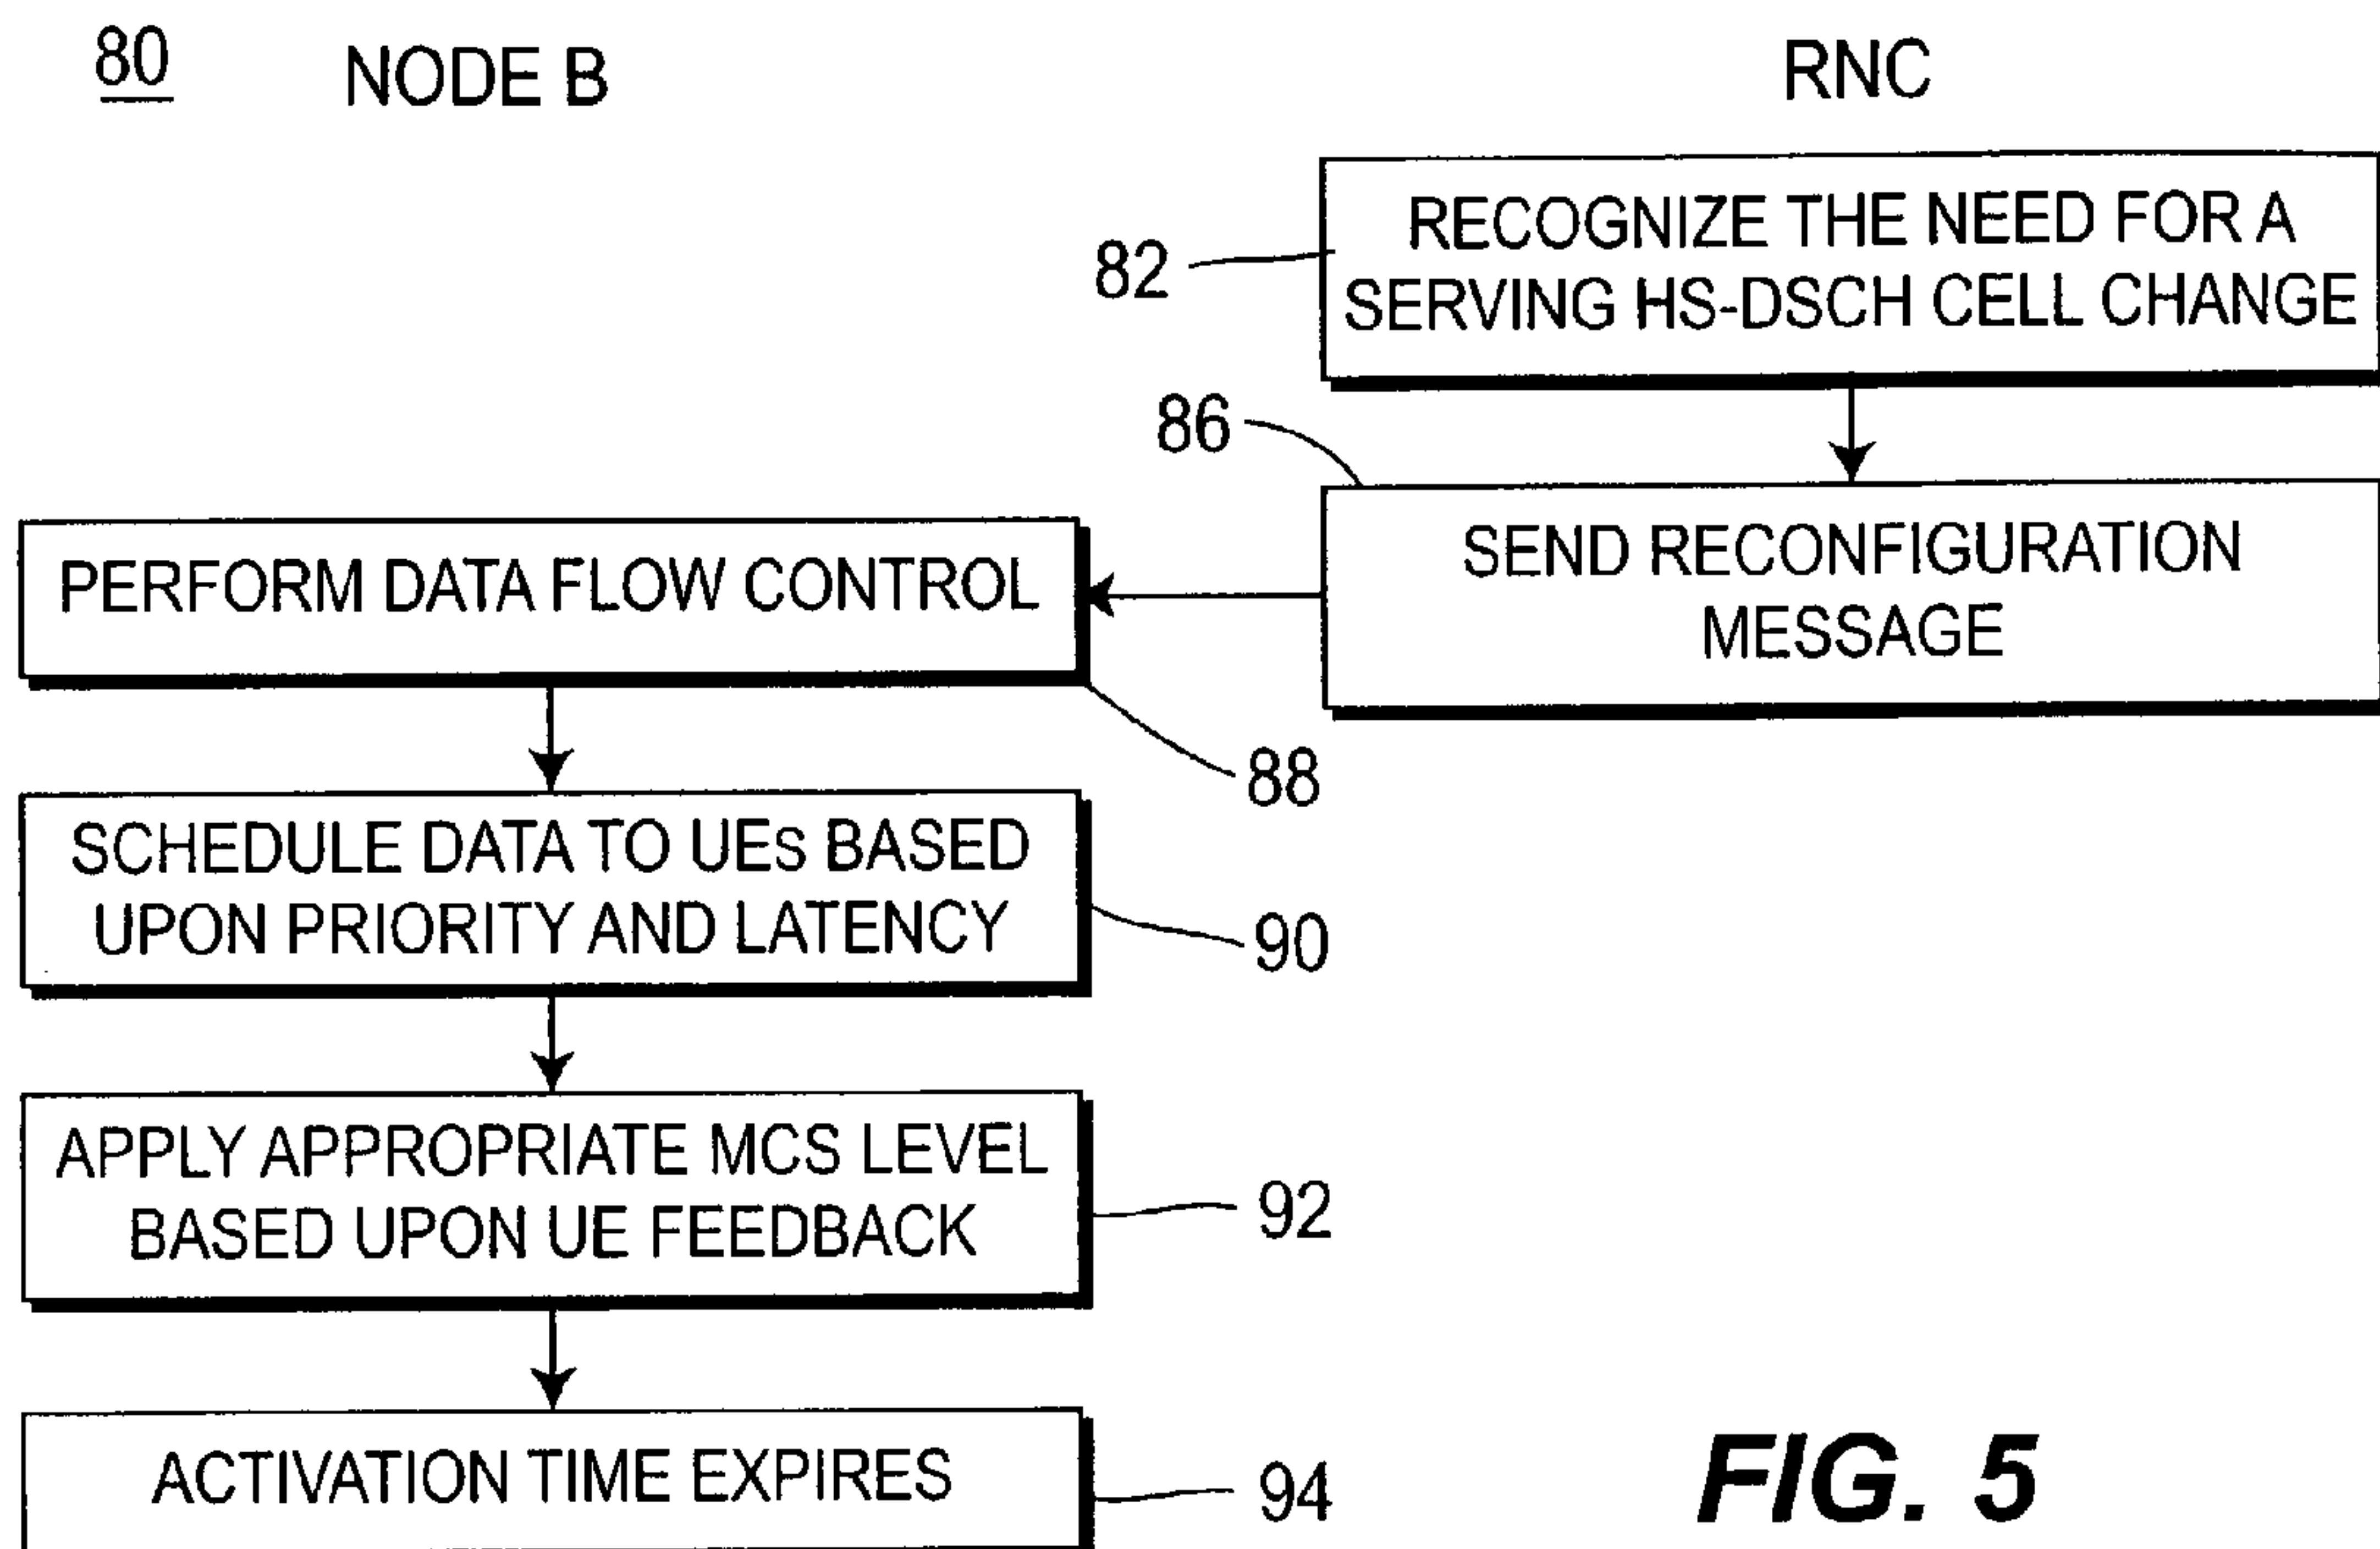 80
NODE B
RNC
82
RECOGNIZE THE NEED FOR A
SERVING HS-DSCH CELL CHANGE
86
SEND RECONFIGURATION
MESSAGE
PERFORM DATA FLOW CONTROL
88
SCHEDULE DATA TO UEs BASED
UPON PRIORITY AND LATENCY
90
APPLY APPROPRIATE MCS LEVEL
BASED UPON UE FEEDBACK
92
ACTIVATION TIME EXPIRES
94
FIG. 5